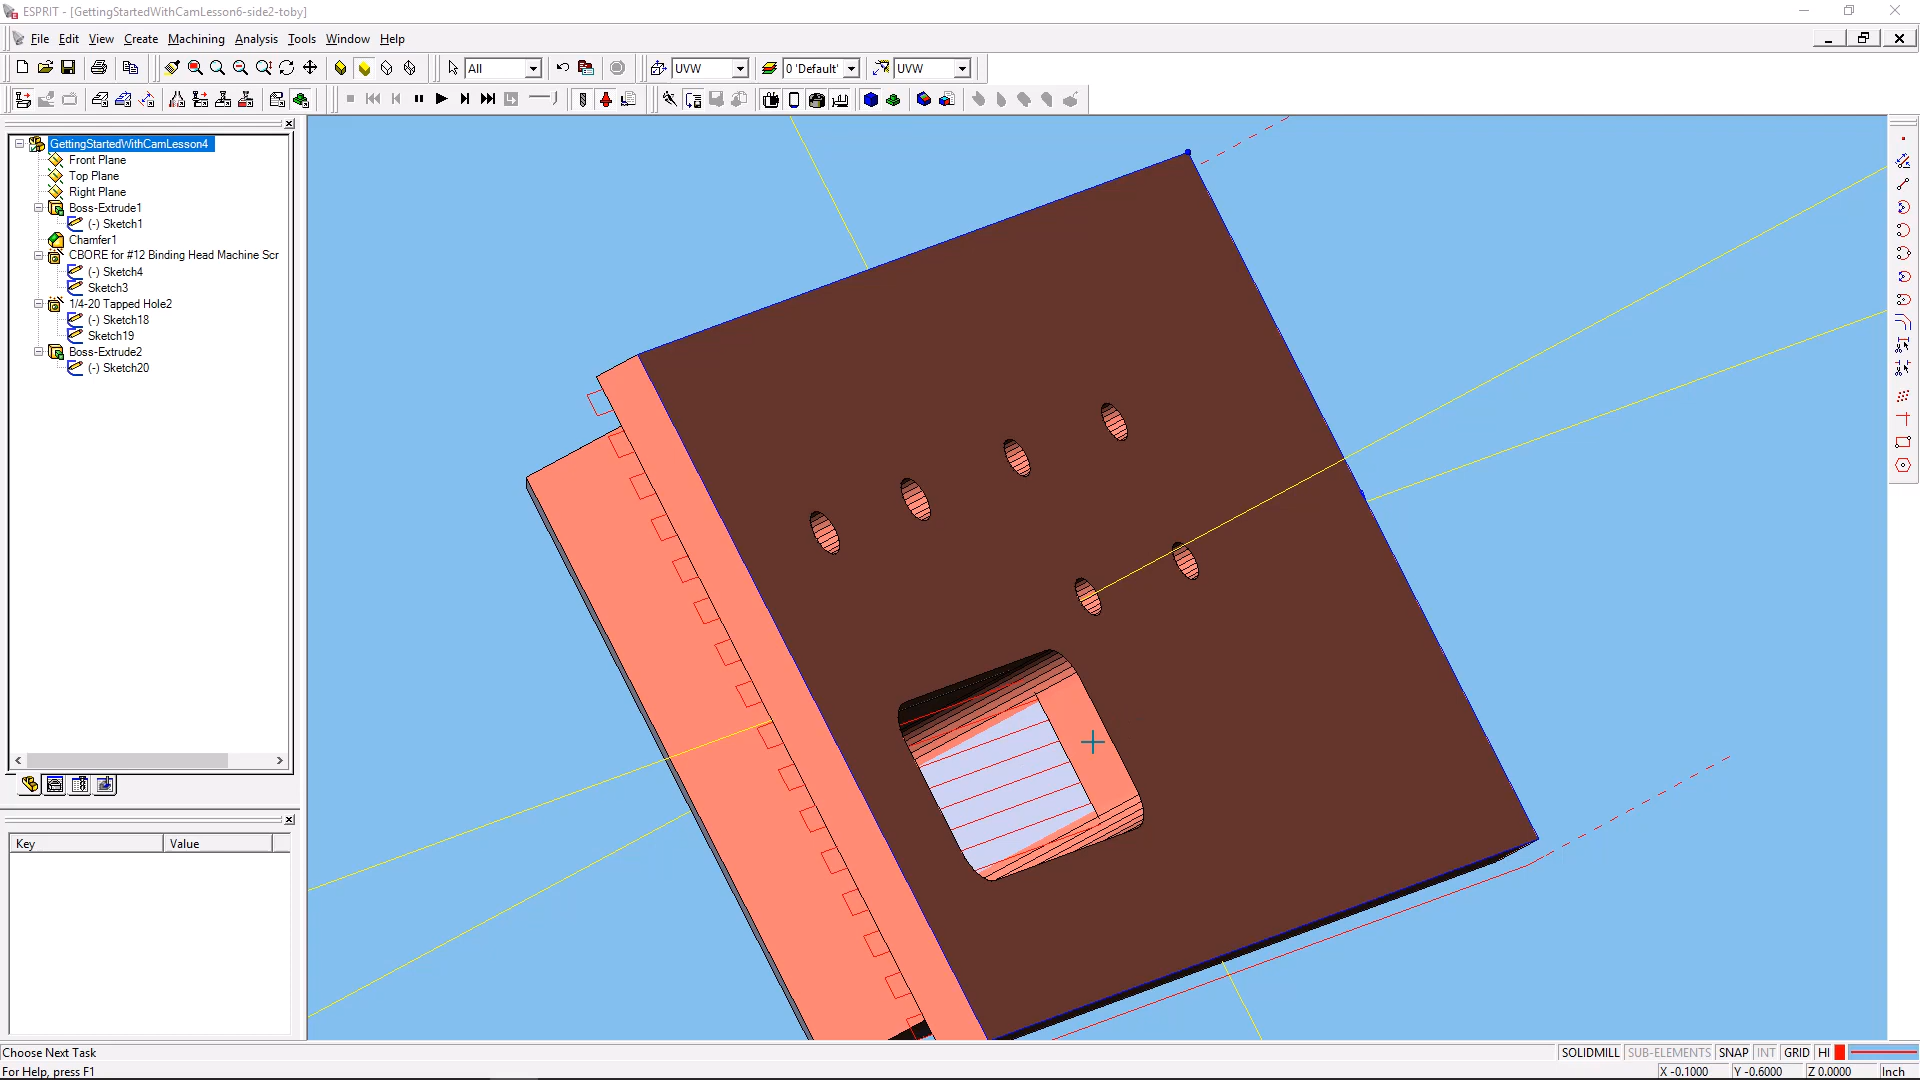 ESPRIT - [GettingStartedWithCamLesson6-side2-toby]
File Edit View Create Machining Analysis Tools Window Help
All UVW 0 'Default' UVW
GettingStartedWithCamLesson4
Front Plane
Top Plane
Right Plane
Boss-Extrude1
(-) Sketch1
Chamfer1
CBORE for #12 Binding Head Machine Scr
(-) Sketch4
Sketch3
1/4-20 Tapped Hole2
(-) Sketch18
Sketch19
Boss-Extrude2
(-) Sketch20
Key Value
Choose Next Task SOLIDMILL SUB-ELEMENTS SNAP INT GRID HI
For Help, press F1 X -0.1000 Y -0.6000 Z 0.0000 Inch